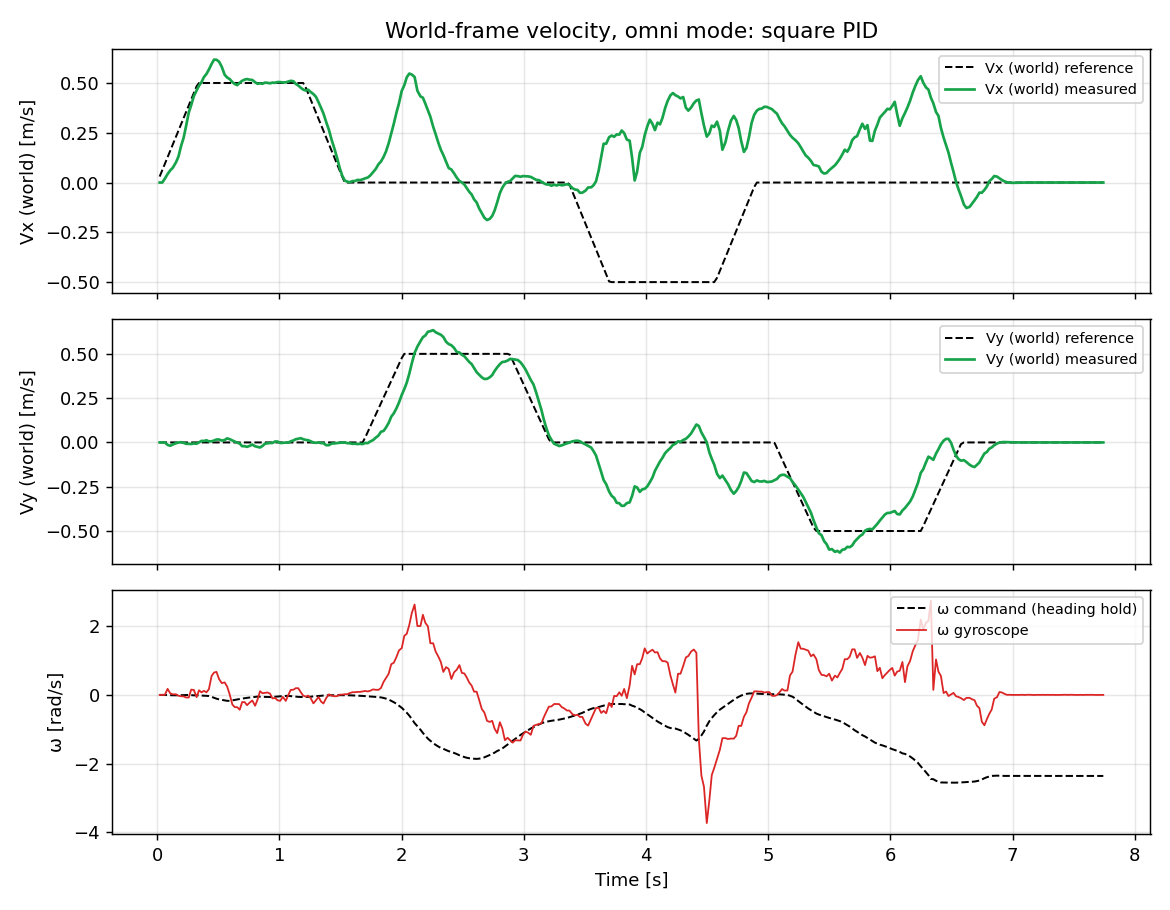 World-frame velocity, omni mode: square PID
Vx (world) [m/s]
0.50
0.25
0.00
−0.25
−0.50
Vx (world) reference
Vx (world) measured
Vy (world) [m/s]
0.50
0.25
0.00
−0.25
−0.50
Vy (world) reference
Vy (world) measured
ω [rad/s]
2
0
−2
−4
ω command (heading hold)
ω gyroscope
0 1 2 3 4 5 6 7 8
Time [s]